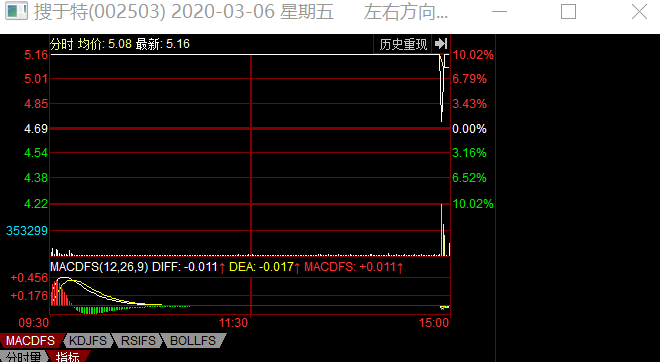 搜于特(002503) 2020-03-06 星期五 左右方向...
分时 均价: 5.08 最新: 5.16 历史重现
5.16 10.02%
5.01 6.79%
4.85 3.43%
4.69 0.00%
4.54 3.16%
4.38 6.52%
4.22 10.02%
353299
MACDFS(12,26,9) DIFF: -0.011↑ DEA: -0.017↑ MACDFS: +0.011↑
+0.456
+0.176
09:30 11:30 15:00
MACDFS KDJFS RSIFS BOLLFS
分时量 指标